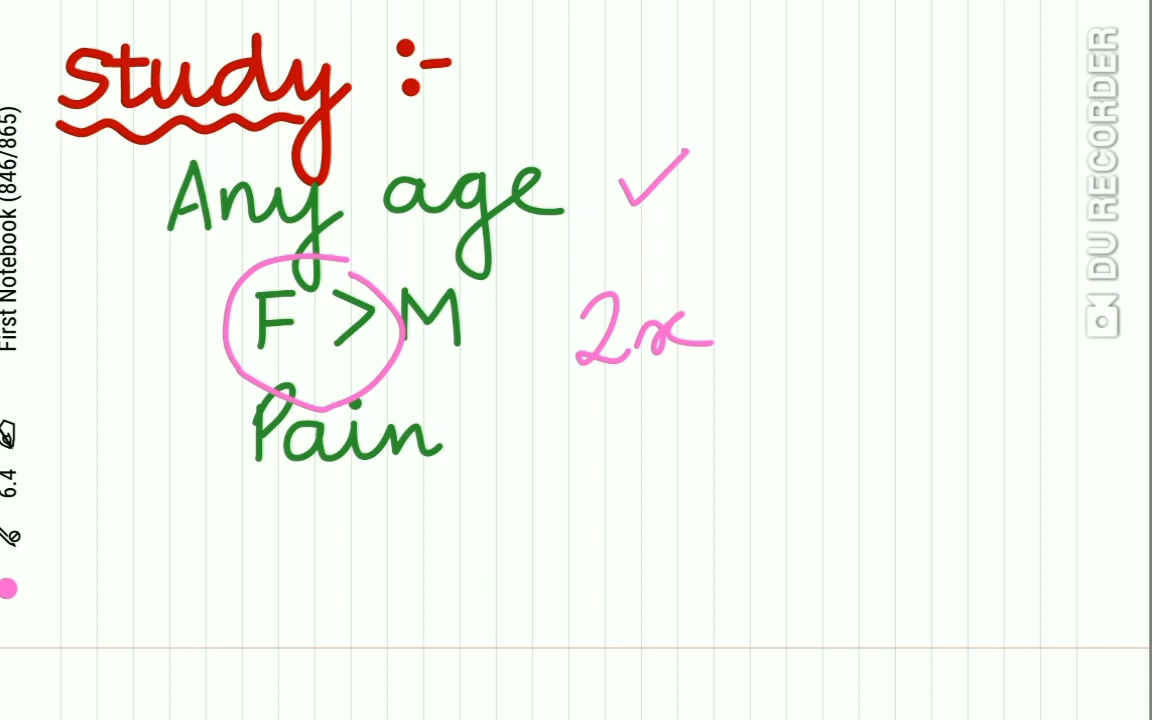 study :-
Any age ✓
F > M 2x
Pain
First Notebook (846/865)
6.4
DU RECORDER